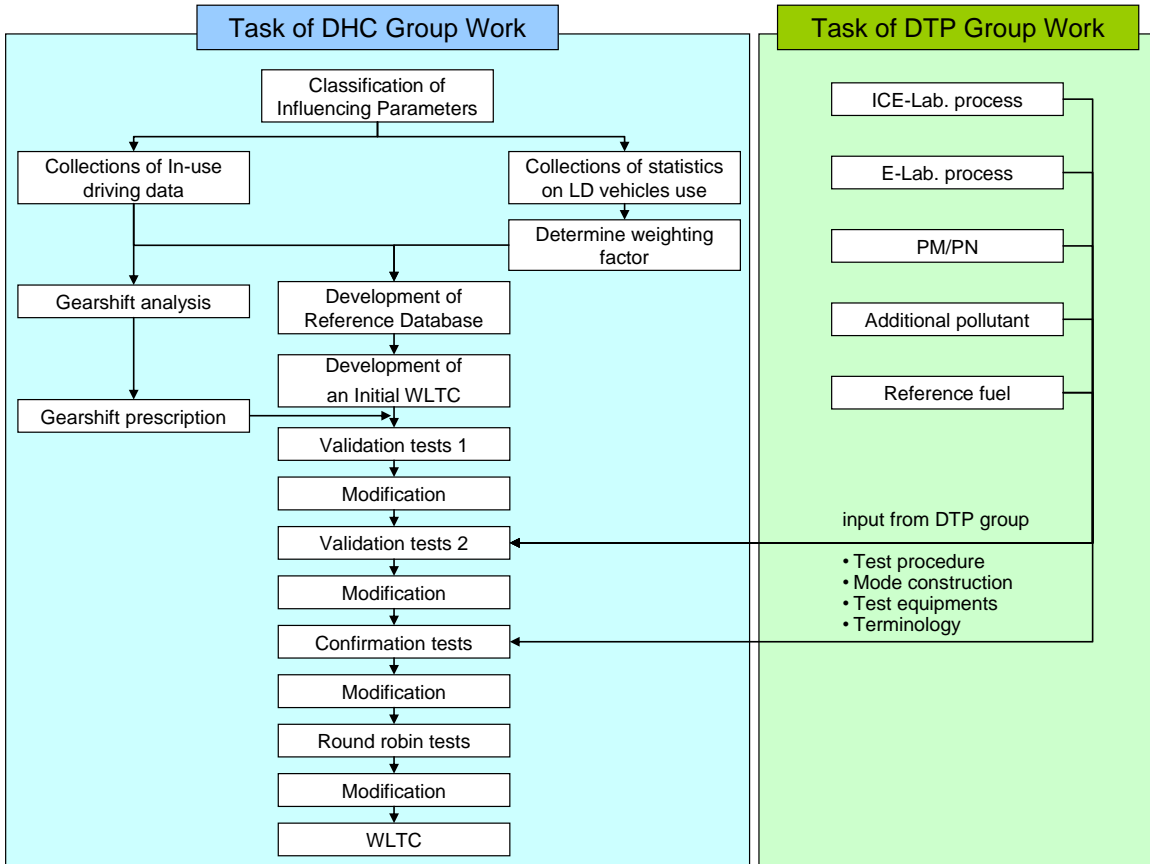 Task of DHC Group Work
Classification of
Influencing Parameters
Collections of In-use
driving data
Collections of statistics
on LD vehicles use
Determine weighting
factor
Gearshift analysis
Development of
Reference Database
Development of
an Initial WLTC
Gearshift prescription
Validation tests 1
Modification
Validation tests 2
Modification
Confirmation tests
Modification
Round robin tests
Modification
WLTC
Task of DTP Group Work
ICE-Lab. process
E-Lab. process
PM/PN
Additional pollutant
Reference fuel
input from DTP group
• Test procedure
• Mode construction
• Test equipments
• Terminology